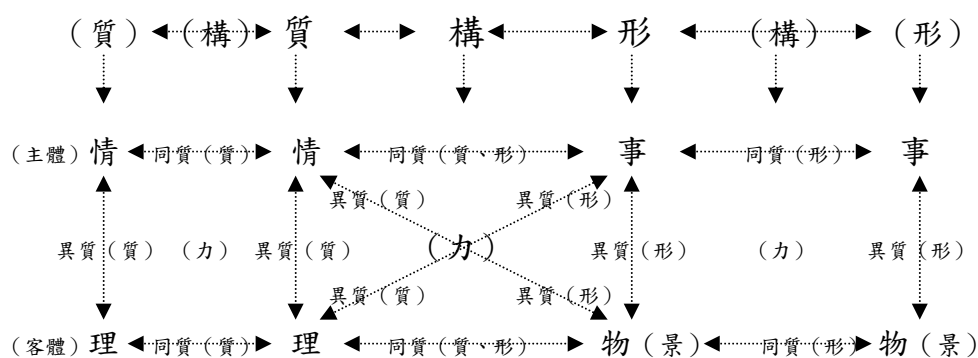 （質） （構） 質 構 形 （構） （形）
（主體）情 同質（質） 情 同質（質、形） 事 同質（形） 事
異質（質） 異質（形）
異質（質） （力） 異質（質） （力） 異質（形） （力） 異質（形）
異質（質） 異質（形）
（客體）理 同質（質） 理 同質（質、形） 物（景） 同質（形） 物（景）